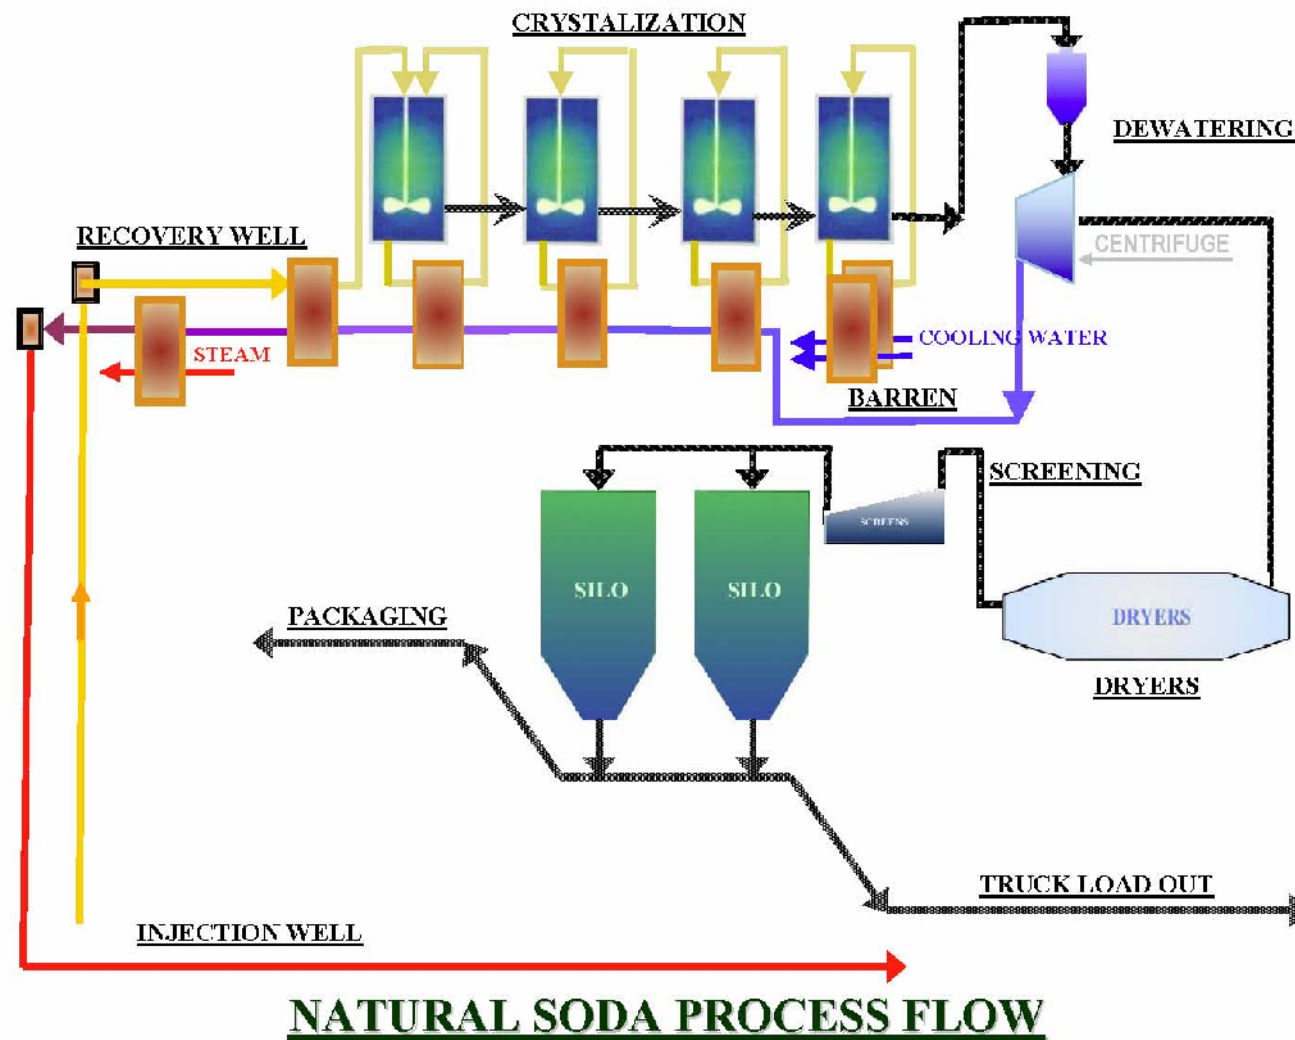 CRYSTALIZATION
DEWATERING
RECOVERY WELL
CENTRIFUGE
STEAM
COOLING WATER
BARREN
SCREENING
SCREENS
SILO
SILO
DRYERS
PACKAGING
DRYERS
TRUCK LOAD OUT
INJECTION WELL
NATURAL SODA PROCESS FLOW